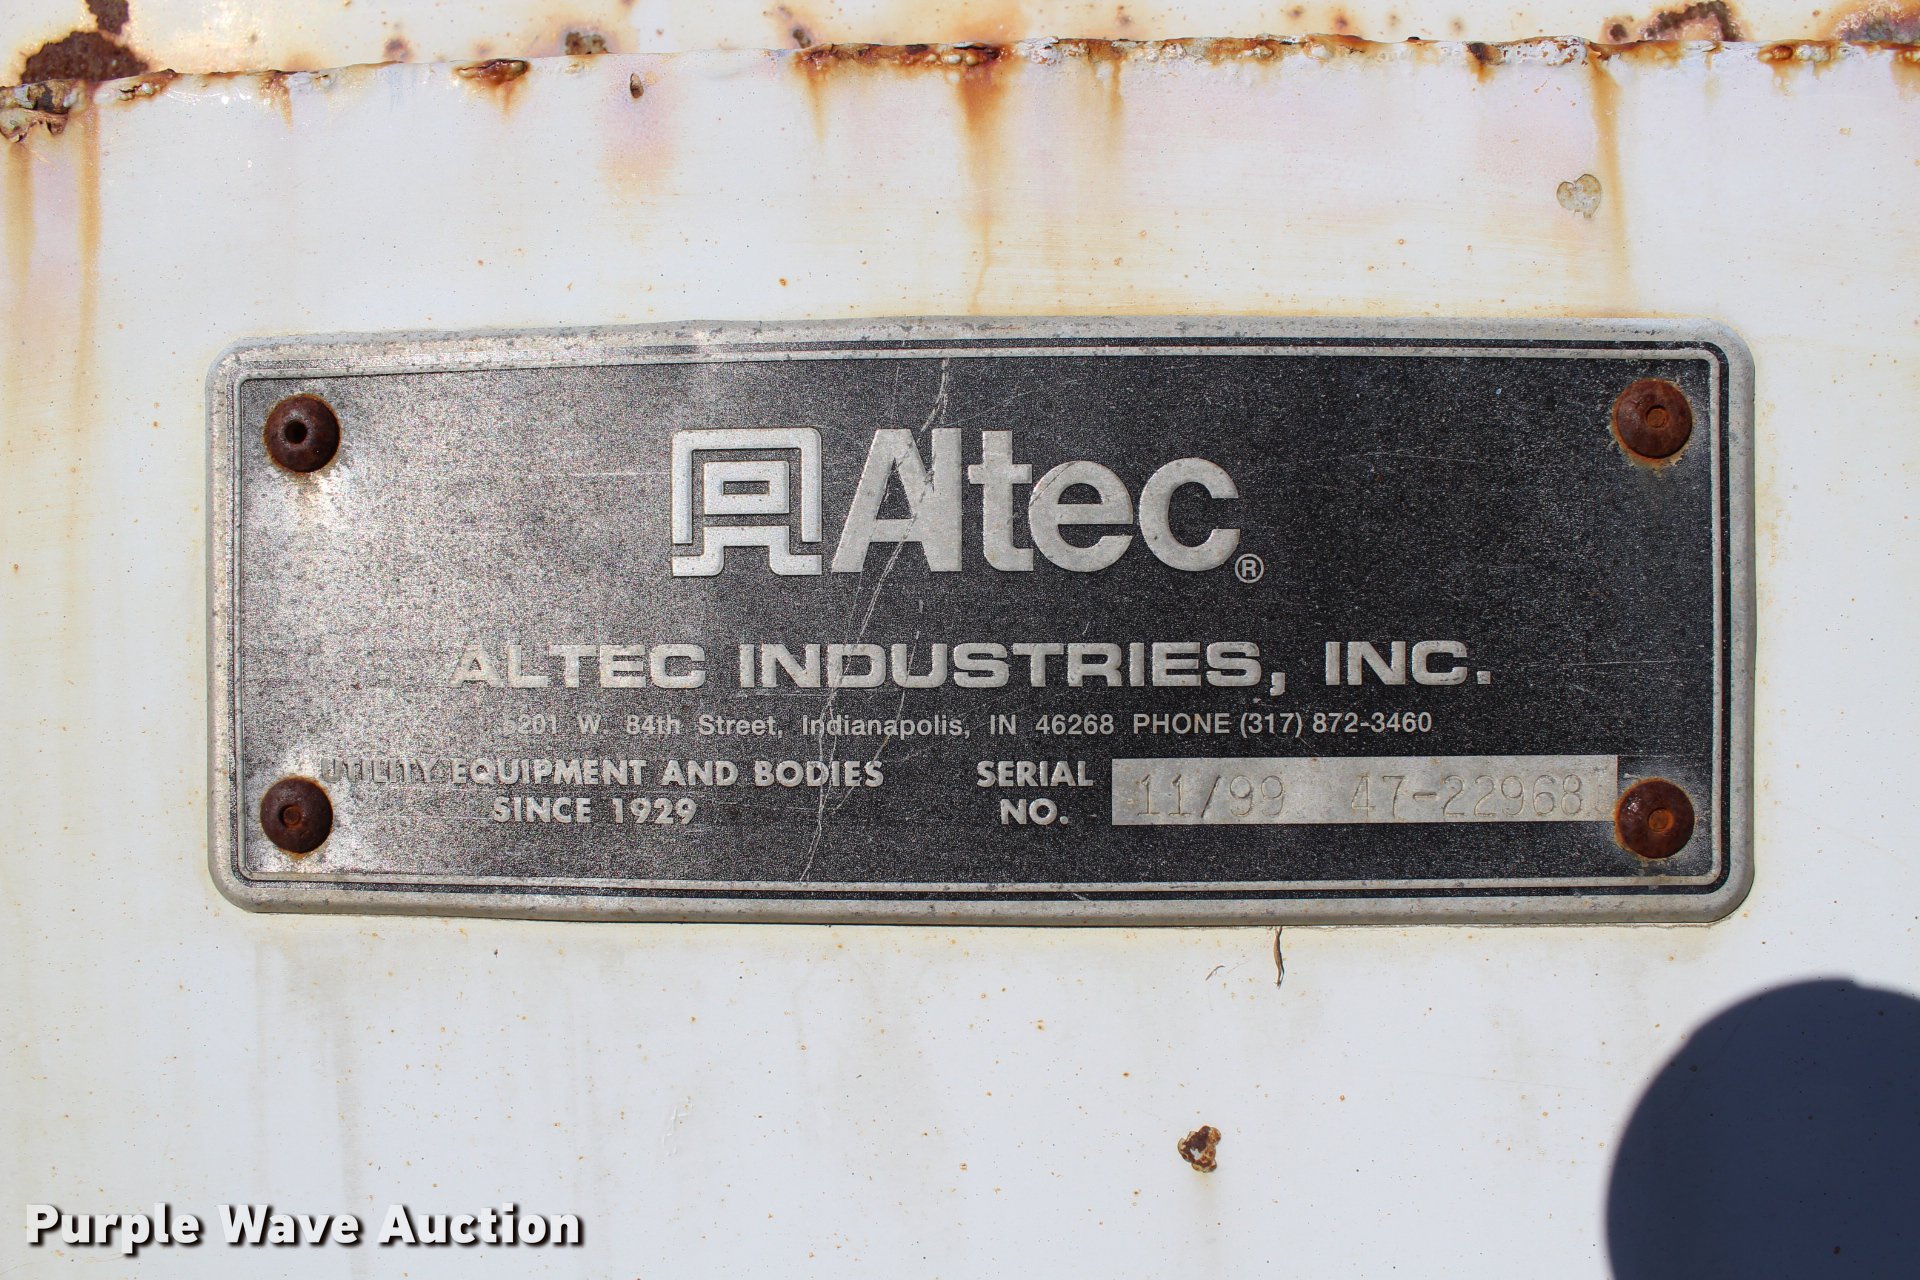 Altec®
ALTEC INDUSTRIES, INC.
5201 W. 84th Street, Indianapolis, IN 46268 PHONE (317) 872-3460
UTILITY EQUIPMENT AND BODIES
SINCE 1929
SERIAL
NO.
11/99 47-22968J
Purple Wave Auction